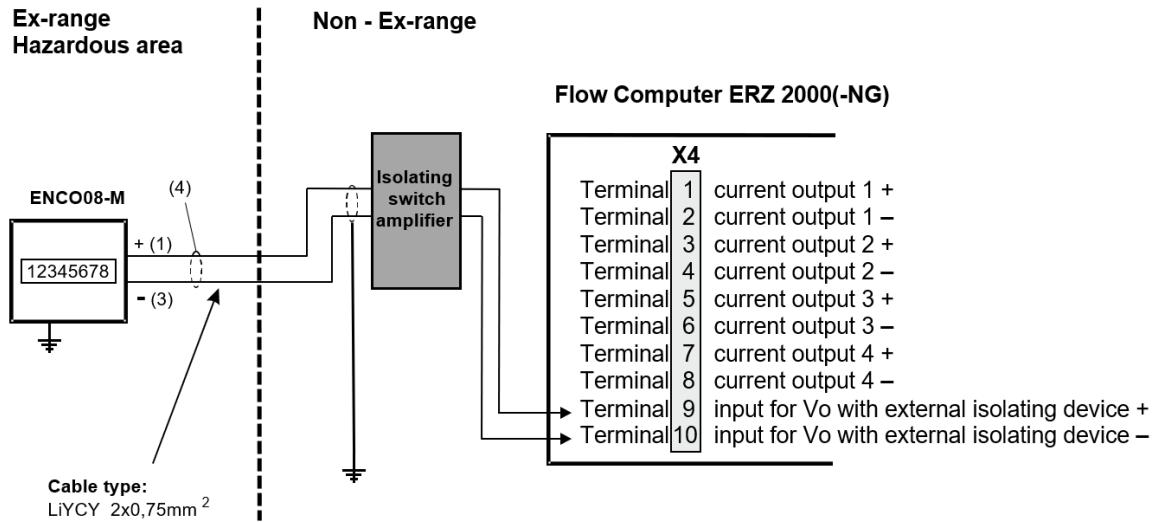 Ex-range
Hazardous area
Non - Ex-range
Flow Computer ERZ 2000(-NG)
X4
ENCO08-M
(4)
+ (1)
12345678
- (3)
Isolating
switch
amplifier
Terminal 1 current output 1 +
Terminal 2 current output 1 –
Terminal 3 current output 2 +
Terminal 4 current output 2 –
Terminal 5 current output 3 +
Terminal 6 current output 3 –
Terminal 7 current output 4 +
Terminal 8 current output 4 –
Terminal 9 input for Vo with external isolating device +
Terminal 10 input for Vo with external isolating device –
Cable type:
LiYCY 2x0,75mm ²